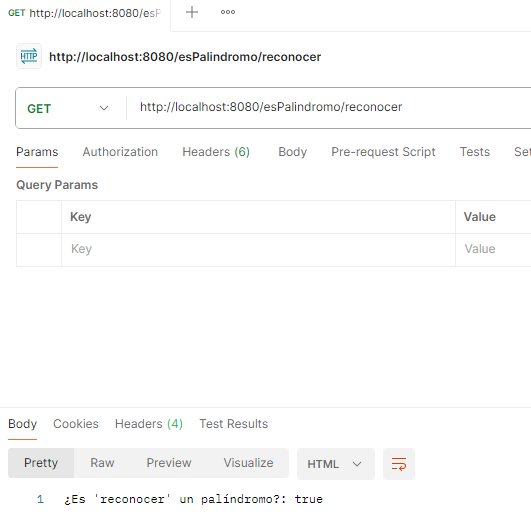 GET http://localhost:8080/esP
HTTP http://localhost:8080/esPalindromo/reconocer
GET http://localhost:8080/esPalindromo/reconocer
Params Authorization Headers (6) Body Pre-request Script Tests Set
Query Params
Key Value
Key Value
Body Cookies Headers (4) Test Results
Pretty Raw Preview Visualize HTML
1 ¿Es 'reconocer' un palíndromo?: true